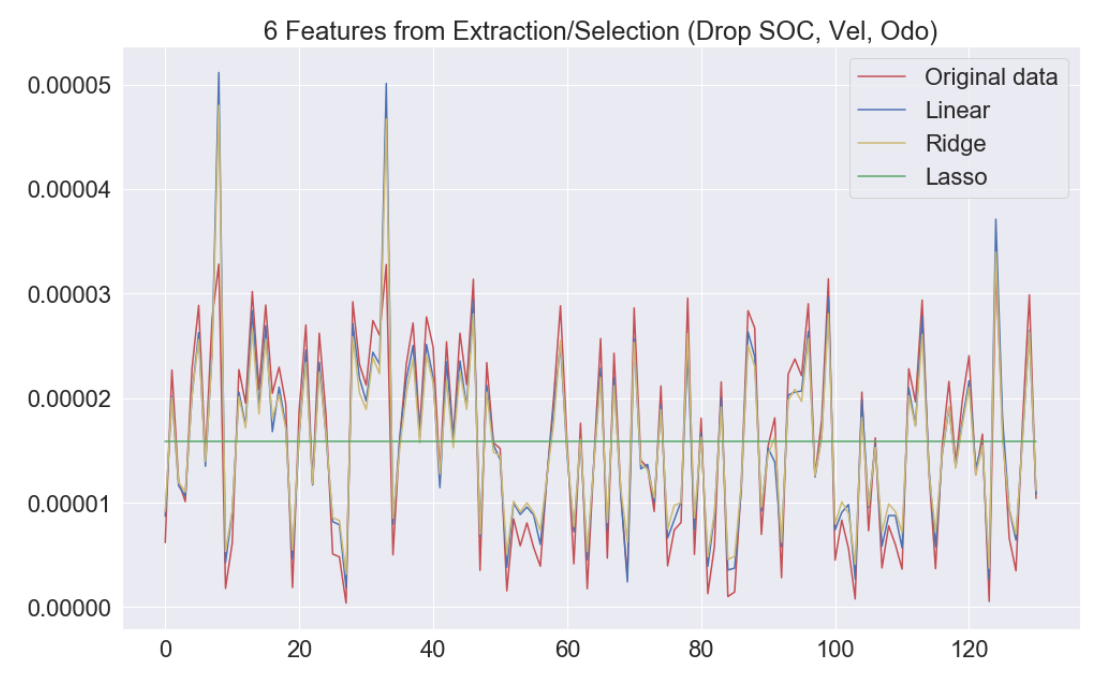 6 Features from Extraction/Selection (Drop SOC, Vel, Odo)
Original data
Linear
Ridge
Lasso
0.00005
0.00004
0.00003
0.00002
0.00001
0.00000
0 20 40 60 80 100 120